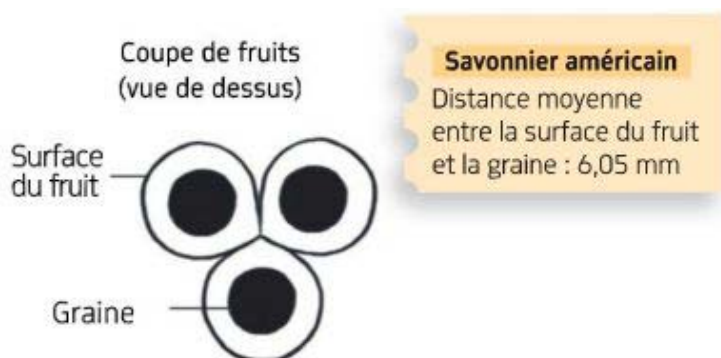 Coupe de fruits
(vue de dessus)
Surface
du fruit
Graine
Savonnier américain
Distance moyenne
entre la surface du fruit
et la graine : 6,05 mm